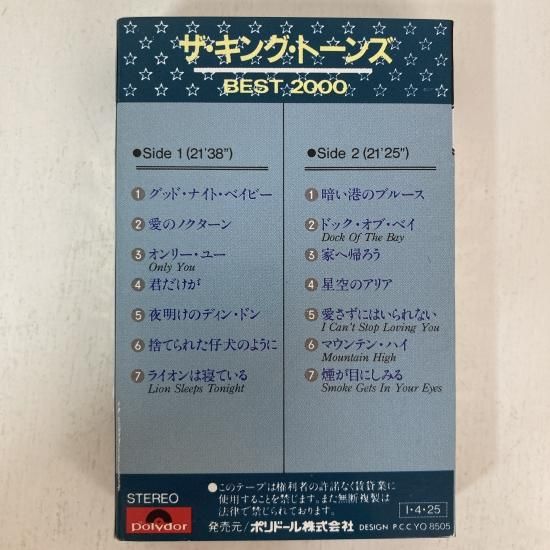 ザ・キング・トーンズ
BEST 2000
●Side 1 (21'38")
1 グッド・ナイト・ベイビー
2 愛のノクターン
3 オンリー・ユー
Only You
4 君だけが
5 夜明けのディン・ドン
6 捨てられた仔犬のように
7 ライオンは寝ている
Lion Sleeps Tonight
●Side 2 (21'25")
1 暗い港のブルース
2 ドック・オブ・ベイ
Dock Of The Bay
3 家へ帰ろう
4 星空のアリア
5 愛さずにはいられない
I Can't Stop Loving You
6 マウンテン・ハイ
Mountain High
7 煙が目にしみる
Smoke Gets In Your Eyes
●このテープは権利者の許諾なく賃貸業に
使用することを禁じます。また無断複製は
法律で禁じられております。
STEREO
polydor
発売元/ポリドール株式会社
DESIGN P.C.C.YO 8505
I・4・25